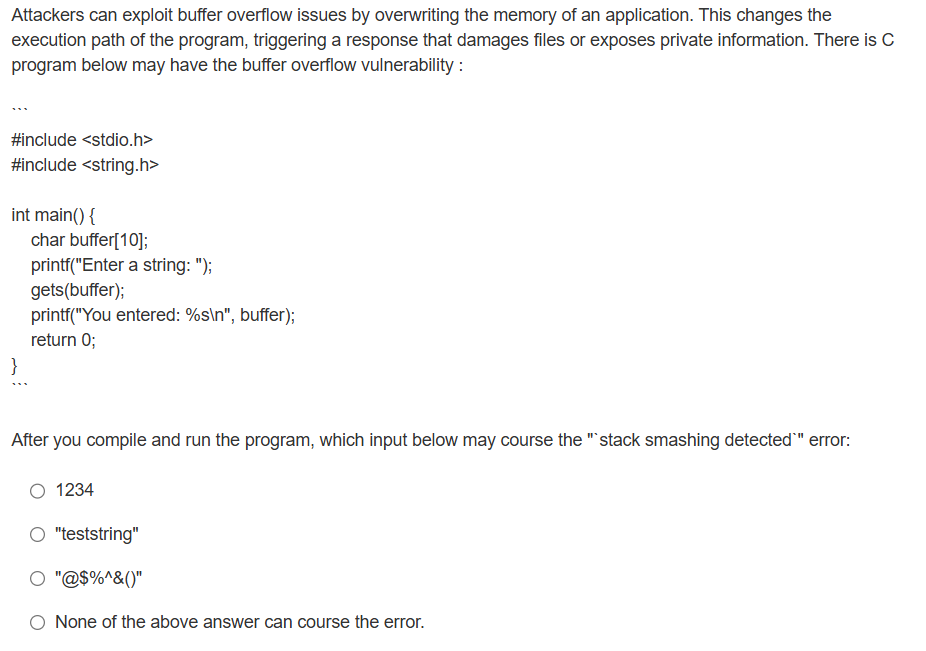 Attackers can exploit buffer overflow issues by overwriting the memory of an application. This changes the
execution path of the program, triggering a response that damages files or exposes private information. There is C
program below may have the buffer overflow vulnerability :
```
#include <stdio.h>
#include <string.h>
int main() {
char buffer[10];
printf("Enter a string: ");
gets(buffer);
printf("You entered: %s\n", buffer);
return 0;
}
```
After you compile and run the program, which input below may course the "`stack smashing detected`" error:
1234
"teststring"
"@$%^&()"
None of the above answer can course the error.